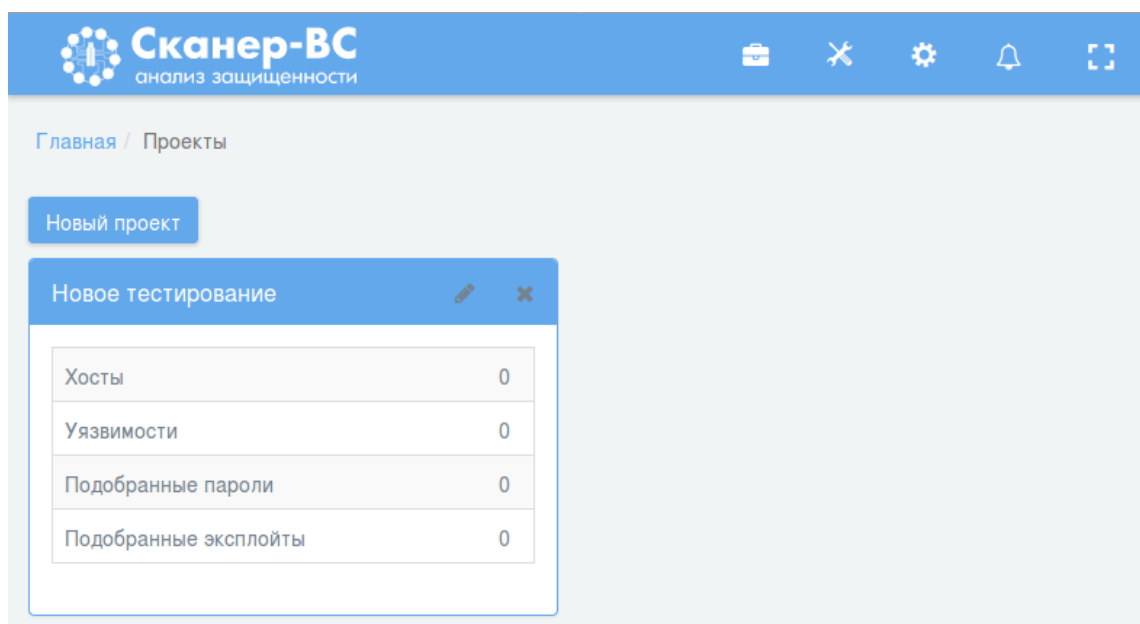 Сканер-ВС
анализ защищенности
Главная / Проекты
Новый проект
Новое тестирование
Хосты 0
Уязвимости 0
Подобранные пароли 0
Подобранные эксплойты 0